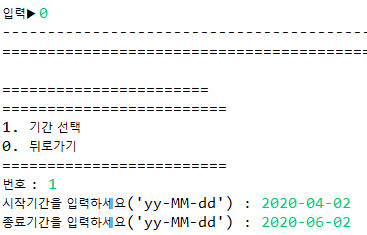 입력▶0
---------------------------------------------
=============================================
=======================
=========================
1. 기간 선택
0. 뒤로가기
=========================
번호 : 1
시작기간을 입력하세요('yy-MM-dd') : 2020-04-02
종료기간을 입력하세요('yy-MM-dd') : 2020-06-02